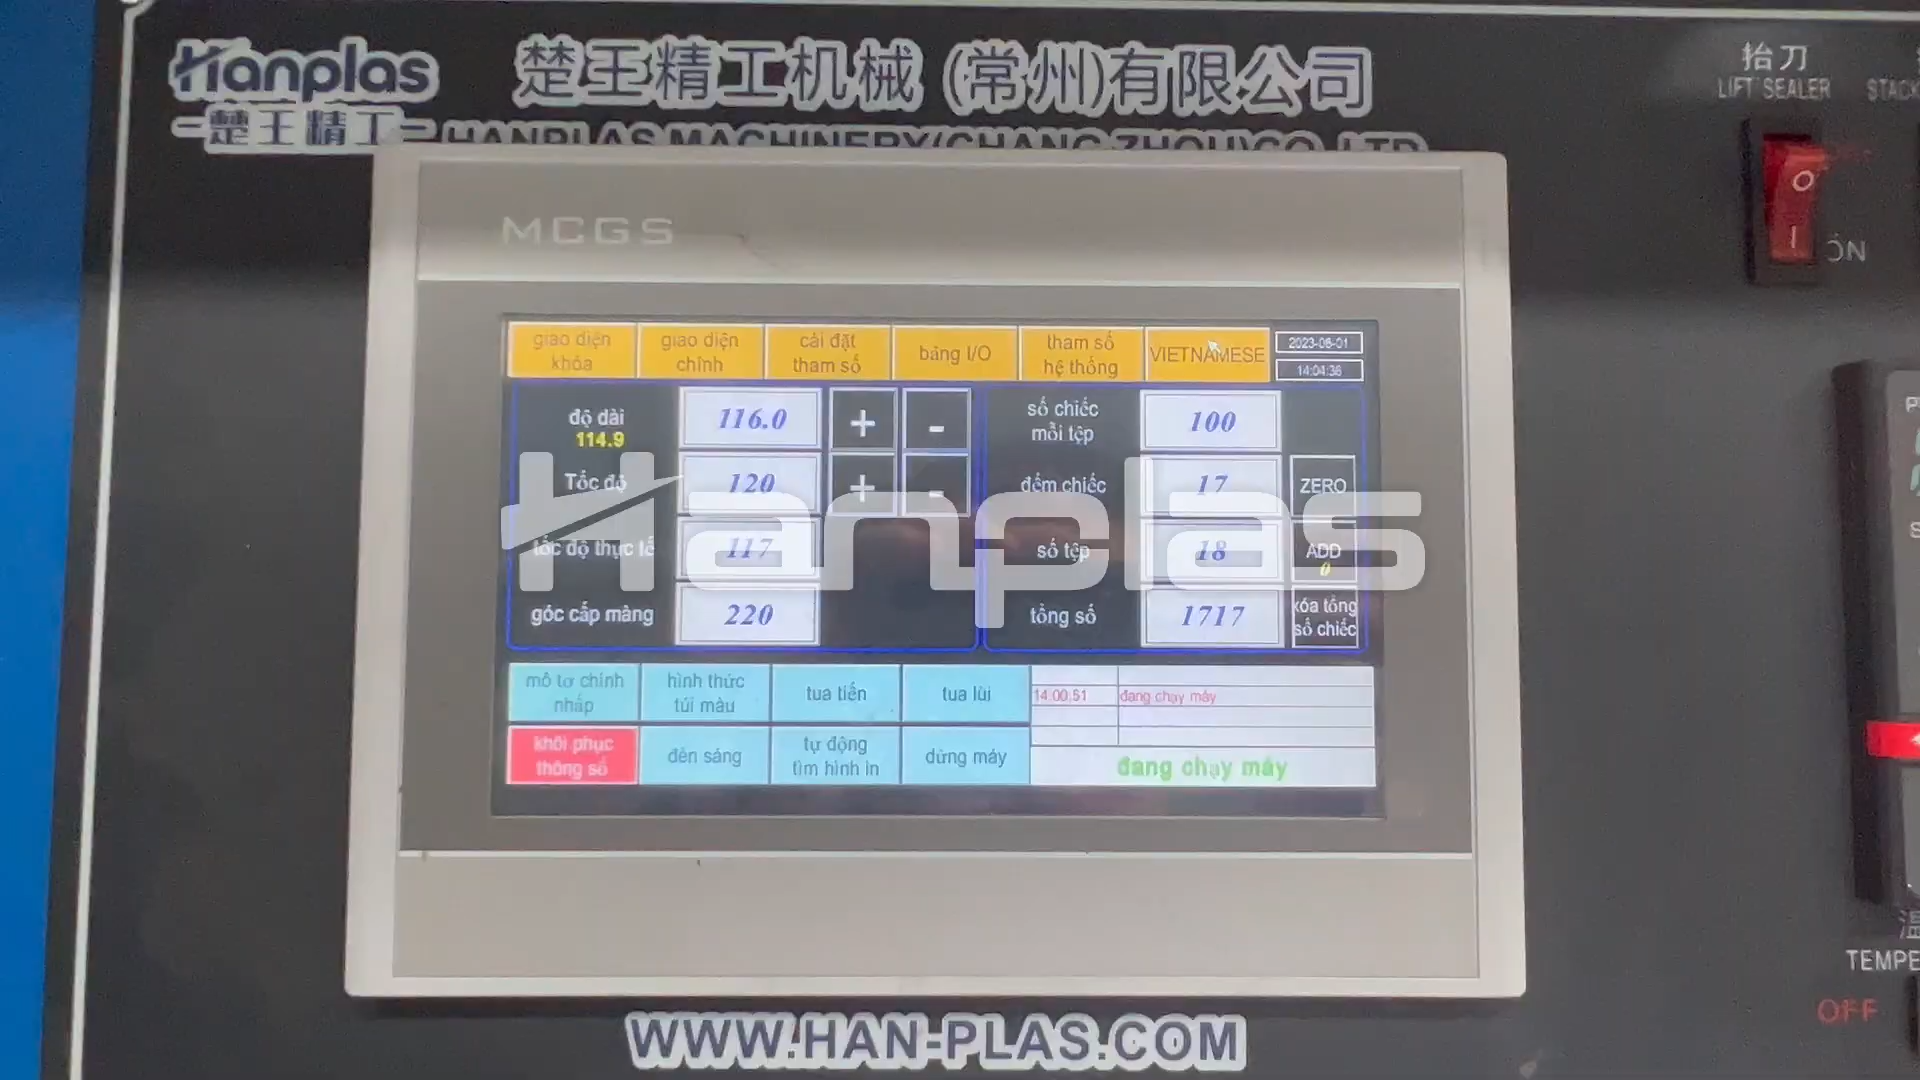 Hanplas
楚王精工机械(常州)有限公司
楚王精工
HANPLAS MACHINERY(CHANG ZHOU)CO.,LTD
抬刀
LIFT SEALER
STACK
ON
MCGS
giao diện khóa
giao diện chính
cài đặt tham số
bảng I/O
tham số hệ thống
VIETNAMESE
2023-08-01
14:04:36
độ dài
114.9
116.0
+
-
số chiếc mỗi tệp
100
Tốc độ
120
+
-
đếm chiếc
17
ZERO
tốc độ thực tế
117
số tệp
18
ADD
0
góc cấp màng
220
tổng số
1717
xóa tổng số chiếc
Hanplas
mô tơ chính nhấp
hình thức túi màu
tua tiến
tua lùi
14:00:51
đang chạy máy
khôi phục thông số
đèn sáng
tự động tìm hình in
dừng máy
đang chạy máy
TEMPE
OFF
WWW.HAN-PLAS.COM